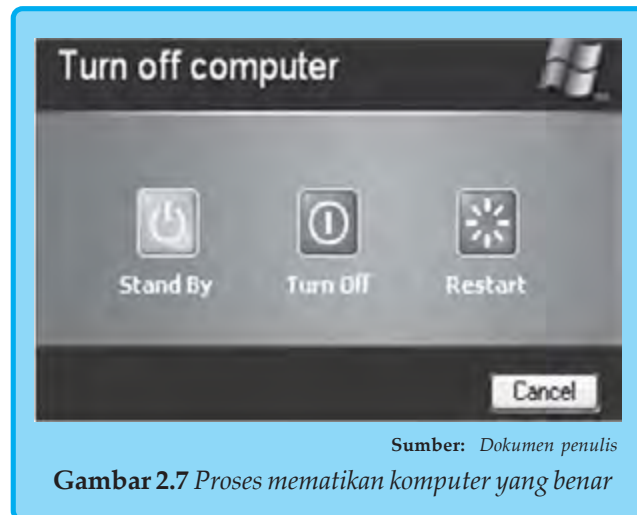 Turn off computer
Stand By Turn Off Restart
Cancel
Sumber: Dokumen penulis
Gambar 2.7 Proses mematikan komputer yang benar